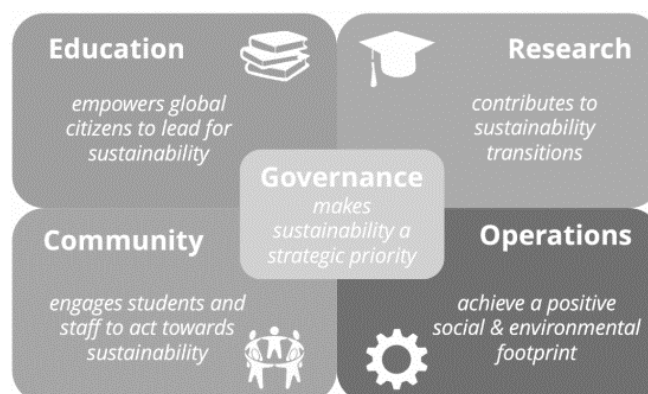 Education
empowers global
citizens to lead for
sustainability
Research
contributes to
sustainability
transitions
Governance
makes
sustainability a
strategic priority
Community
engages students and
staff to act towards
sustainability
Operations
achieve a positive
social & environmental
footprint